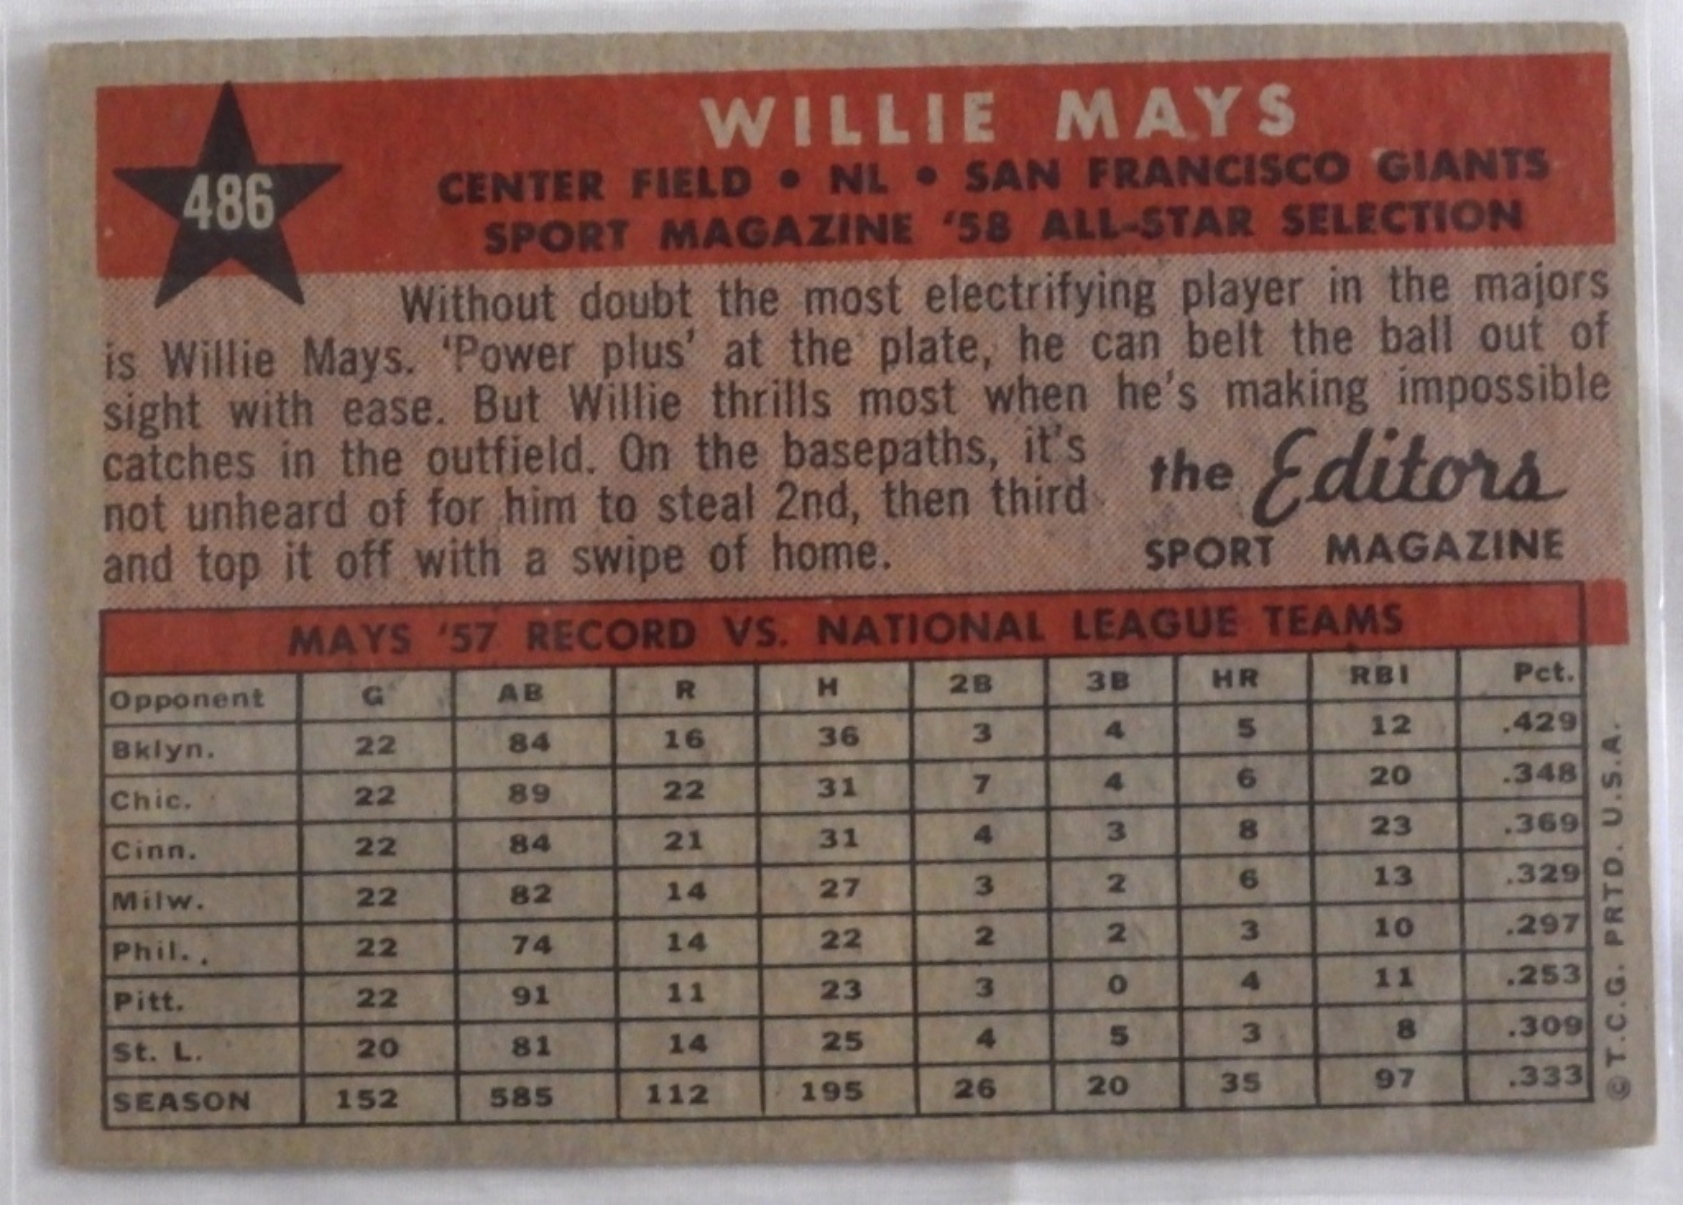 486
WILLIE MAYS
CENTER FIELD • NL • SAN FRANCISCO GIANTS
SPORT MAGAZINE '58 ALL-STAR SELECTION
Without doubt the most electrifying player in the majors
is Willie Mays. 'Power plus' at the plate, he can belt the ball out of
sight with ease. But Willie thrills most when he's making impossible
catches in the outfield. On the basepaths, it's
not unheard of for him to steal 2nd, then third
and top it off with a swipe of home.
the Editors
SPORT MAGAZINE
MAYS '57 RECORD VS. NATIONAL LEAGUE TEAMS
Opponent G AB R H 2B 3B HR RBI Pct.
Bklyn. 22 84 16 36 3 4 5 12 .429
Chic. 22 89 22 31 7 4 6 20 .348
Cinn. 22 84 21 31 4 3 8 23 .369
Milw. 22 82 14 27 3 2 6 13 .329
Phil. 22 74 14 22 2 2 3 10 .297
Pitt. 22 91 11 23 3 0 4 11 .253
St. L. 20 81 14 25 4 5 3 8 .309
SEASON 152 585 112 195 26 20 35 97 .333
© T.C.G. PRTD. U.S.A.